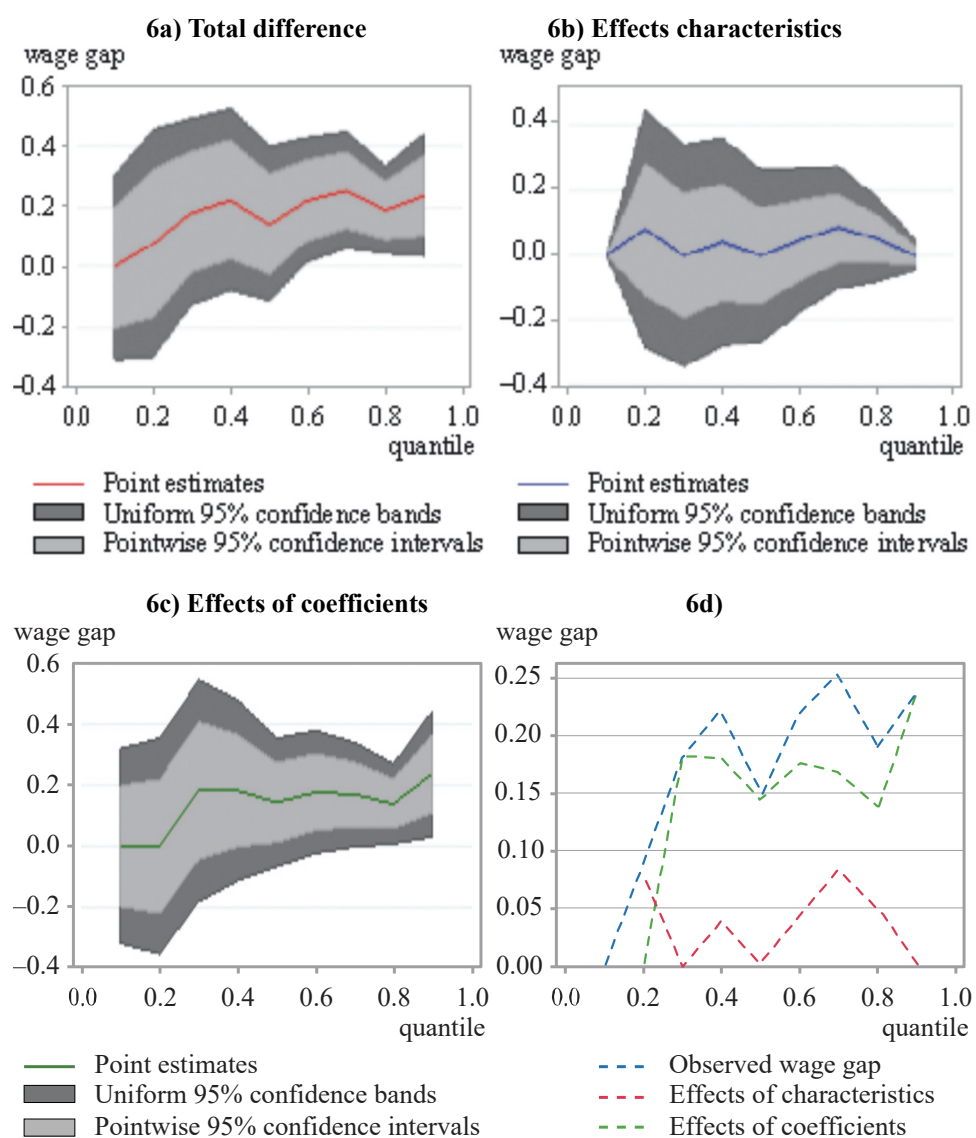 6a) Total difference
wage gap
0.6
0.4
0.2
0.0
–0.2
–0.4
0.0 0.2 0.4 0.6 0.8 1.0
quantile
Point estimates
Uniform 95% confidence bands
Pointwise 95% confidence intervals
6b) Effects characteristics
wage gap
0.4
0.2
0.0
–0.2
–0.4
0.0 0.2 0.4 0.6 0.8 1.0
quantile
Point estimates
Uniform 95% confidence bands
Pointwise 95% confidence intervals
6c) Effects of coefficients
wage gap
0.6
0.4
0.2
0.0
–0.2
–0.4
0.0 0.2 0.4 0.6 0.8 1.0
quantile
Point estimates
Uniform 95% confidence bands
Pointwise 95% confidence intervals
6d)
wage gap
0.25
0.20
0.15
0.10
0.05
0.00
0.0 0.2 0.4 0.6 0.8 1.0
quantile
Observed wage gap
Effects of characteristics
Effects of coefficients